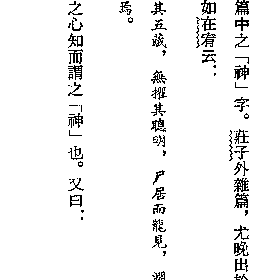 篇中之「神」字。莊子外雜篇，尤晚出
如在宥云：
其五藏，無擢其聰明，尸居而龍見，淵
焉。
之心知而謂之「神」也。又曰：